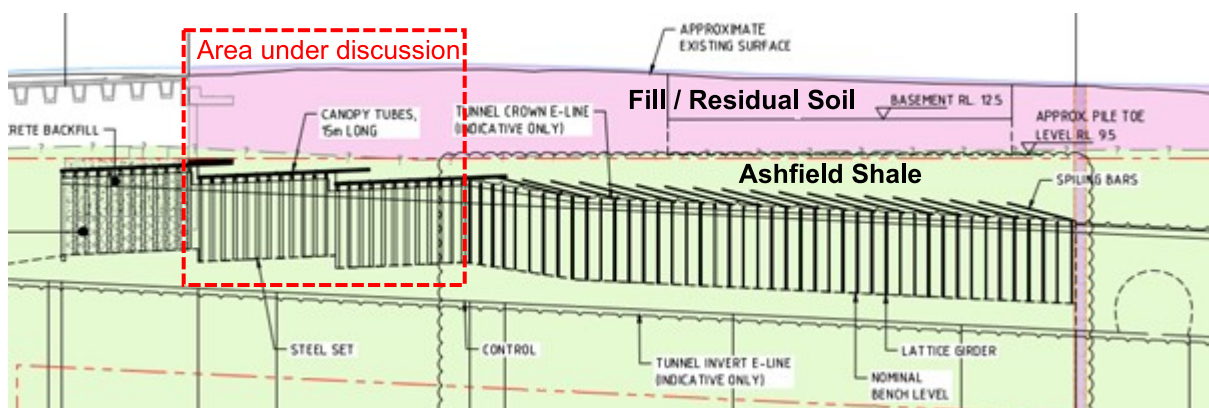 Area under discussion
APPROXIMATE
EXISTING SURFACE
Fill / Residual Soil
BASEMENT RL. 12.5
CANOPY TUBES,
15m LONG
TUNNEL CROWN E-LINE
(INDICATIVE ONLY)
APPROX. PILE TOE
LEVEL RL 9.5
CRETE BACKFILL
Ashfield Shale
SPILING BARS
STEEL SET
CONTROL
TUNNEL INVERT E-LINE
(INDICATIVE ONLY)
LATTICE GIRDER
NOMINAL
BENCH LEVEL